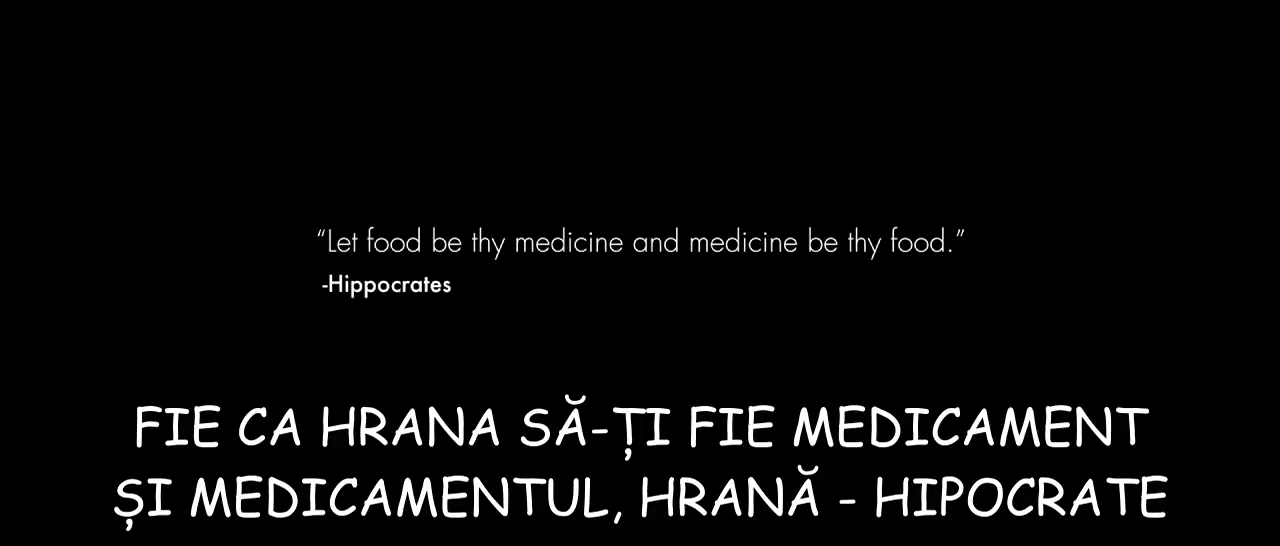 “Let food be thy medicine and medicine be thy food.”
-Hippocrates
FIE CA HRANA SĂ-ȚI FIE MEDICAMENT
ȘI MEDICAMENTUL, HRANĂ - HIPOCRATE